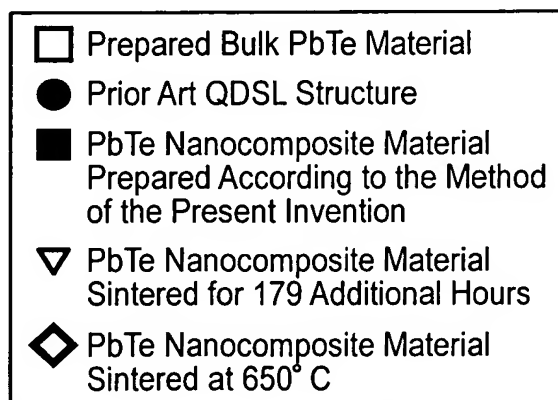 Prepared Bulk PbTe Material
Prior Art QDSL Structure
PbTe Nanocomposite Material
Prepared According to the Method
of the Present Invention
PbTe Nanocomposite Material
Sintered for 179 Additional Hours
PbTe Nanocomposite Material
Sintered at 650° C